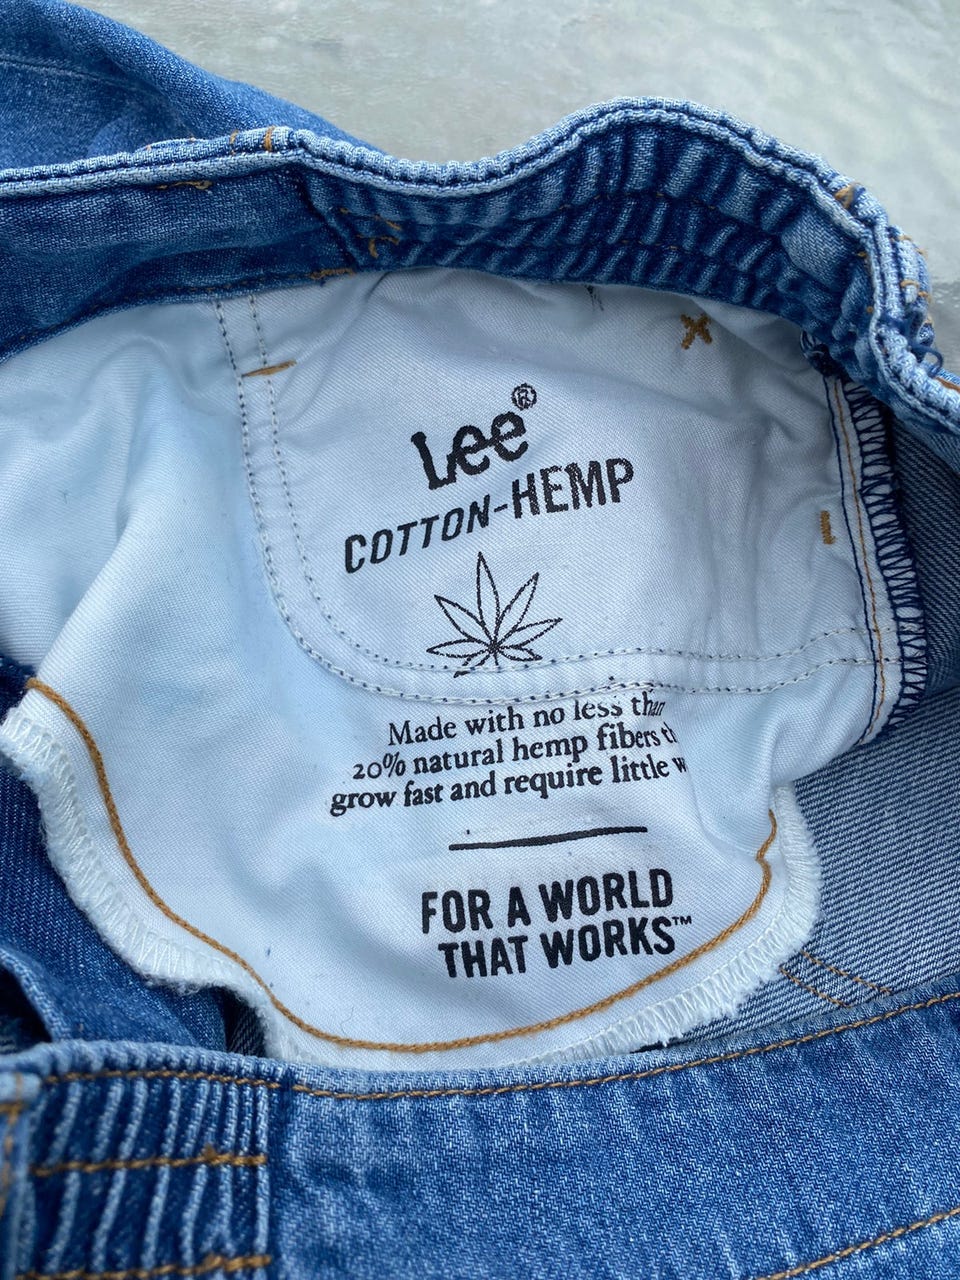 Lee®
COTTON-HEMP
Made with no less than
20% natural hemp fibers
grow fast and require little
FOR A WORLD
THAT WORKS™